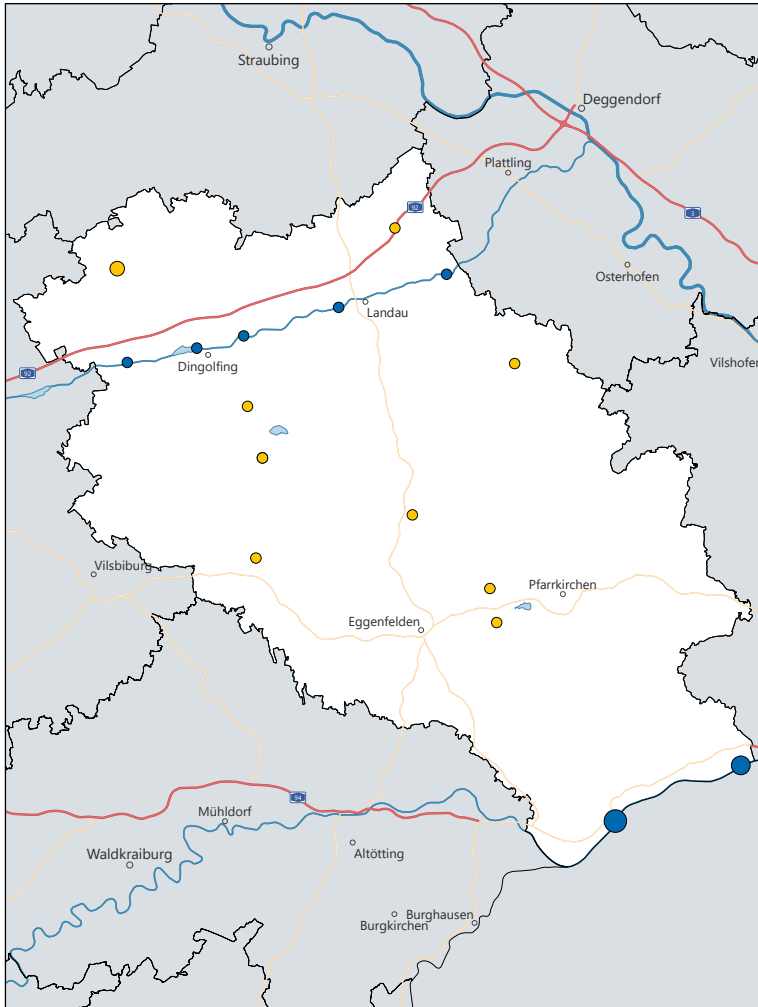 Straubing
Deggendorf
Plattling
92
3
Osterhofen
Landau
Dingolfing
Vilshofen
92
Vilsbiburg
Pfarrkirchen
Eggenfelden
94
Mühldorf
Altötting
Waldkraiburg
Burghausen
Burgkirchen